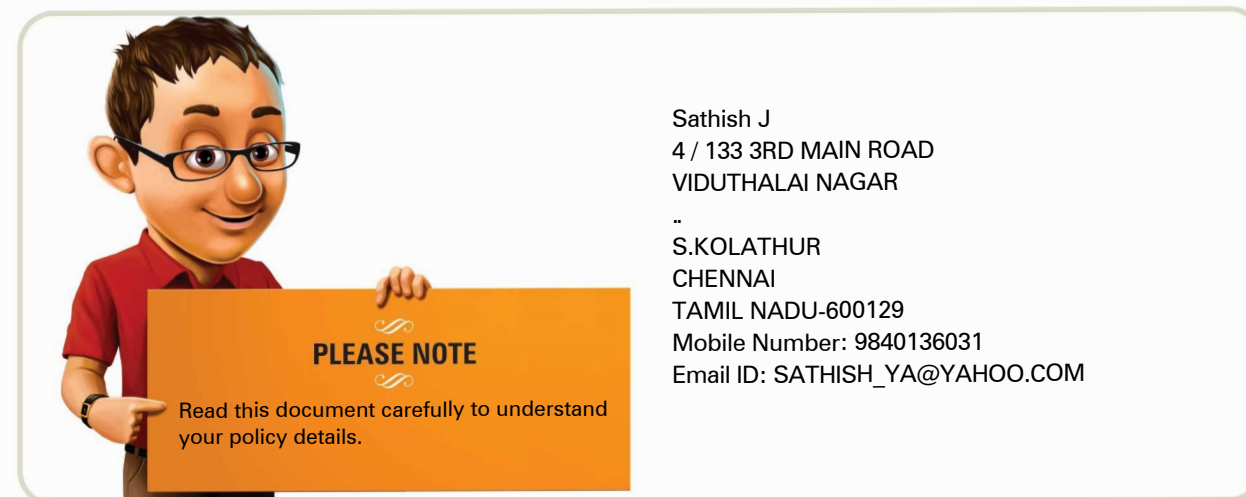 PLEASE NOTE
Read this document carefully to understand
your policy details.
Sathish J
4 / 133 3RD MAIN ROAD
VIDUTHALAI NAGAR
..
S.KOLATHUR
CHENNAI
TAMIL NADU-600129
Mobile Number: 9840136031
Email ID: SATHISH_YA@YAHOO.COM